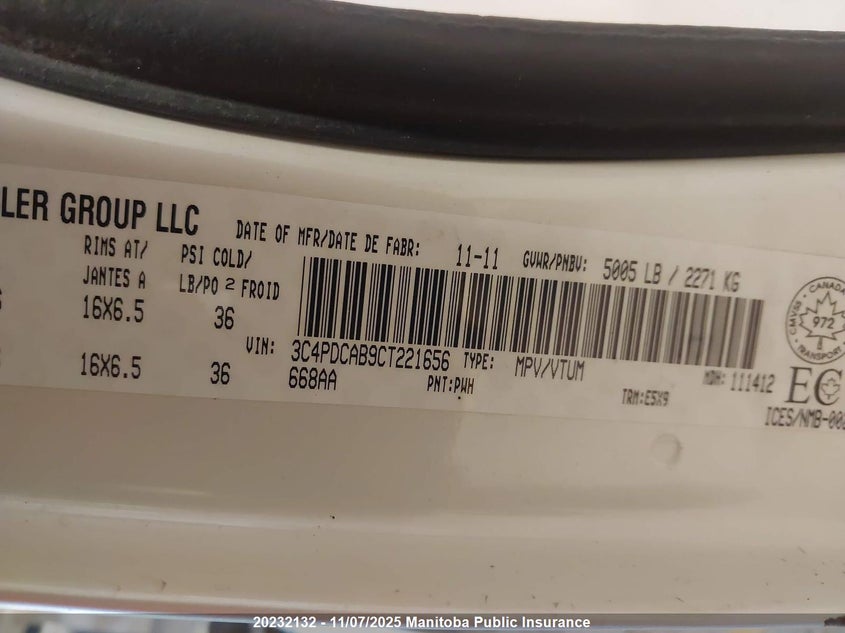 LER GROUP LLC DATE OF MFR/DATE DE FABR: 11-11 GVWR/PNBV: 5005 LB / 2271 KG
RIMS AT/ PSI COLD/
JANTES A LB/PO 2 FROID
16X6.5 36
VIN: 3C4PDCAB9CT221656 TYPE: MPV/VTUM MDH: 111412
16X6.5 36 668AA PNT:PWH TRM:E5X9
CMVSS • CANADA • TRANSPORT
972
EC
ICES/NMB-00
20232132 - 11/07/2025 Manitoba Public Insurance